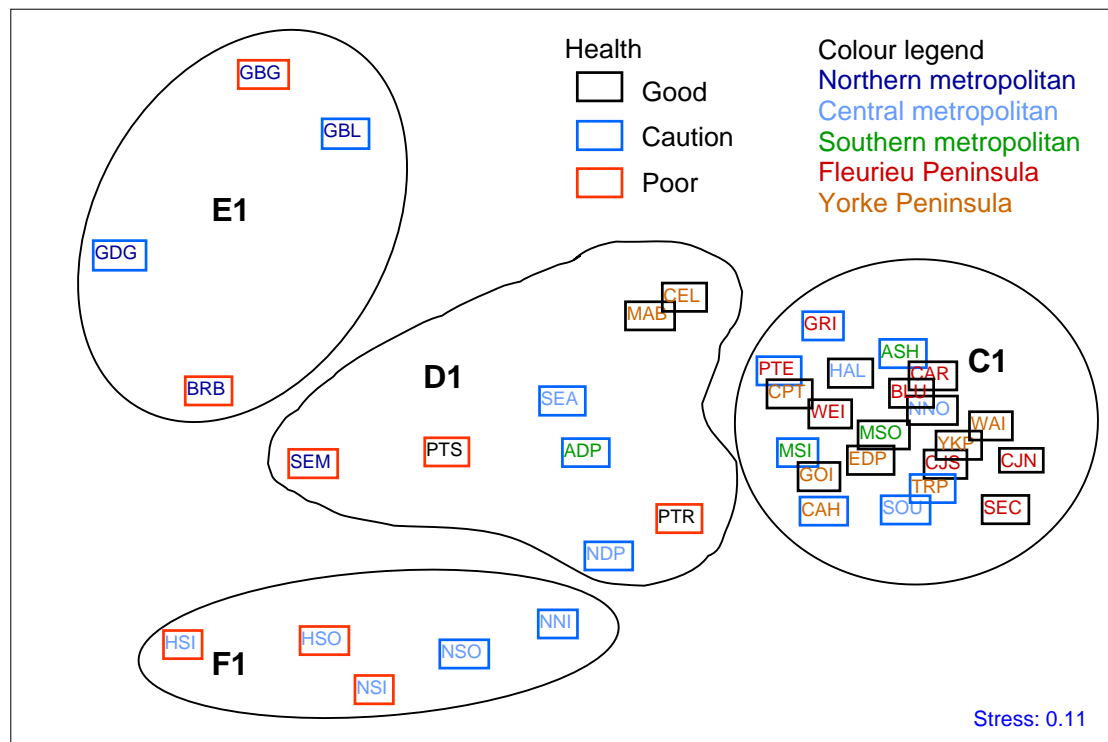 Health
Good
Caution
Poor
Colour legend
Northern metropolitan
Central metropolitan
Southern metropolitan
Fleurieu Peninsula
Yorke Peninsula
GBG
GBL
E1
GDG
BRB
CEL
MAB
D1
SEA
SEM
PTS
ADP
PTR
NDP
GRI
ASH
C1
PTE
HAL
CAR
CPT
BLU
WEI
NNO
WAI
MSO
YKP
MSI
EDP
CJS
CJN
GOI
TRP
CAH
SOU
SEC
NNI
HSI
HSO
NSO
F1
NSI
Stress: 0.11